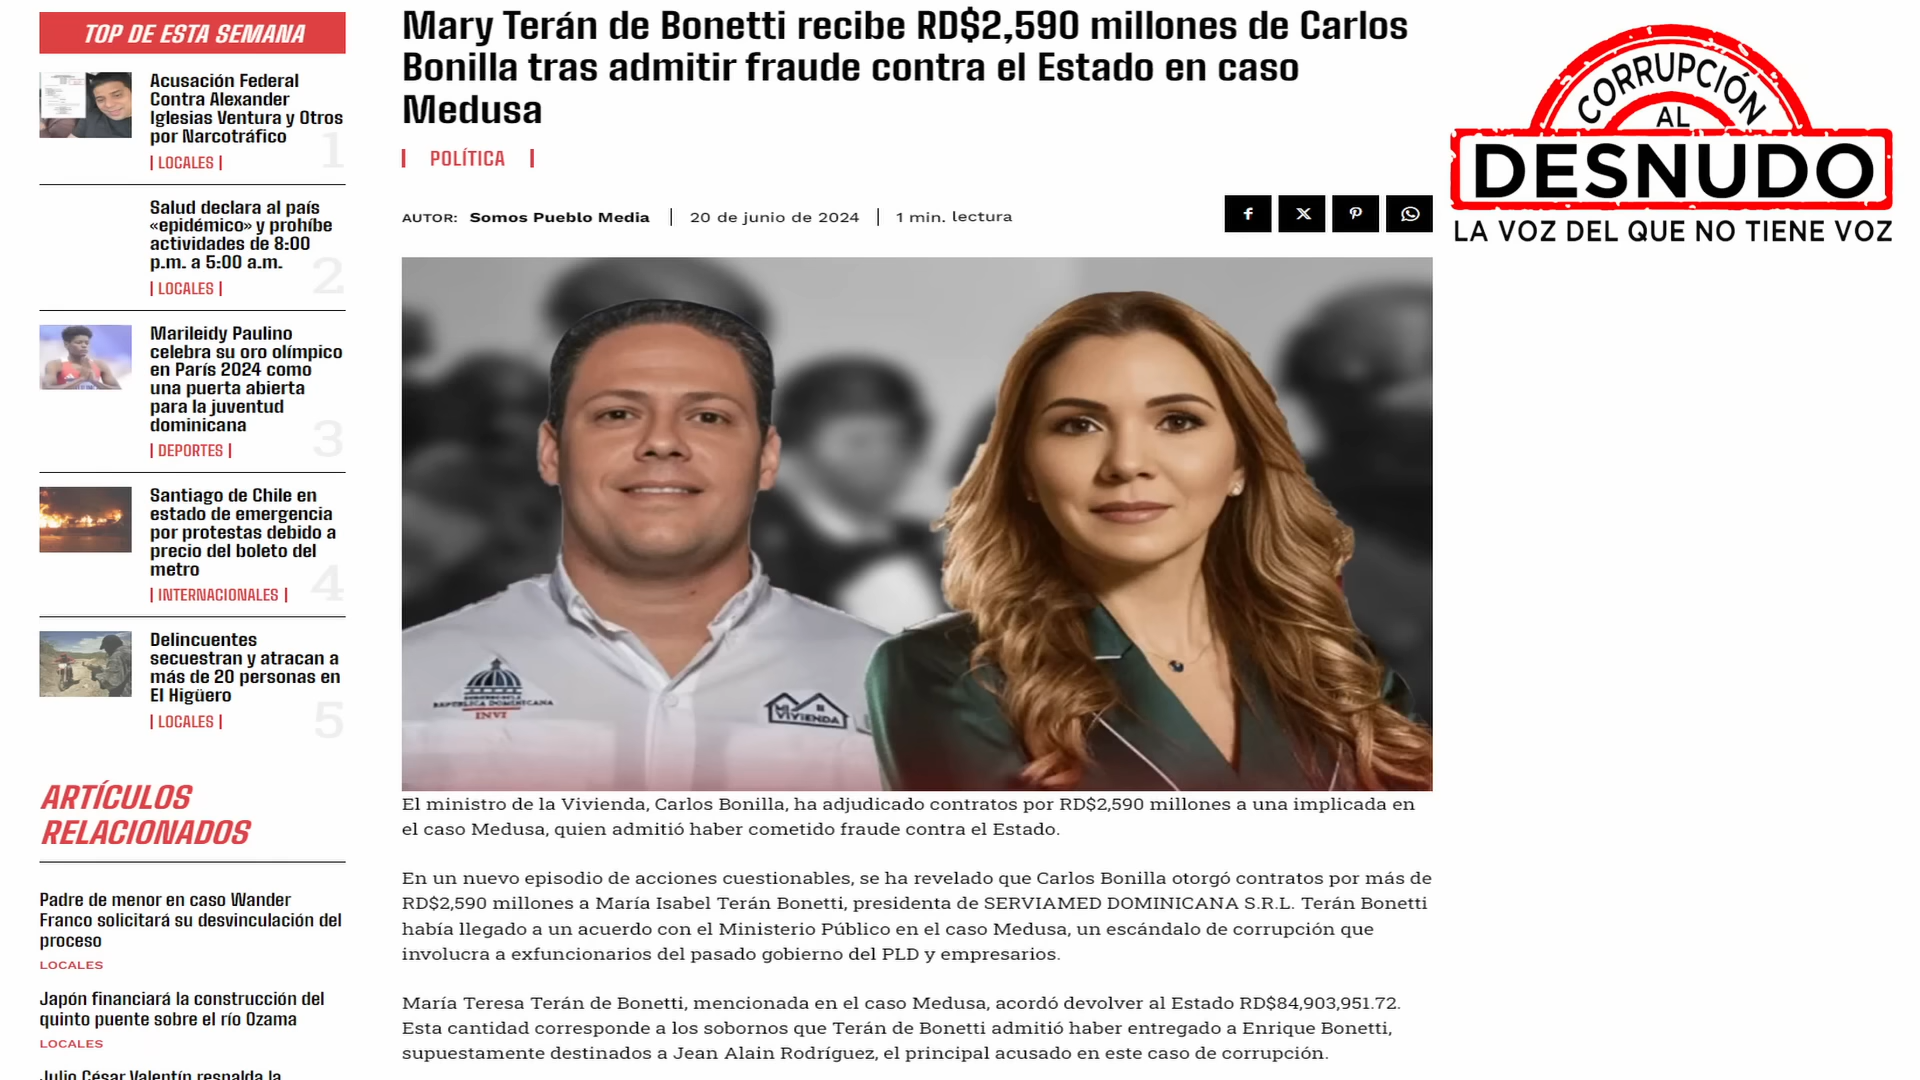 TOP DE ESTA SEMANA
Acusación Federal
Contra Alexander
Iglesias Ventura y Otros
por Narcotráfico
1
| LOCALES |
Salud declara al país
«epidémico» y prohíbe
actividades de 8:00
p.m. a 5:00 a.m.
2
| LOCALES |
Marileidy Paulino
celebra su oro olímpico
en París 2024 como
una puerta abierta
para la juventud
dominicana
3
| DEPORTES |
Santiago de Chile en
estado de emergencia
por protestas debido a
precio del boleto del
metro
4
| INTERNACIONALES |
Delincuentes
secuestran y atracan a
más de 20 personas en
El Higüero
5
| LOCALES |
ARTÍCULOS
RELACIONADOS
Padre de menor en caso Wander
Franco solicitará su desvinculación del
proceso
LOCALES
Japón financiará la construcción del
quinto puente sobre el río Ozama
LOCALES
Julio César Valentín respalda la
Mary Terán de Bonetti recibe RD$2,590 millones de Carlos
Bonilla tras admitir fraude contra el Estado en caso
Medusa
| POLÍTICA |
AUTOR: Somos Pueblo Media | 20 de junio de 2024 | 1 min. lectura
REPÚBLICA DOMINICANA
INVI
MI
VIVIENDA
El ministro de la Vivienda, Carlos Bonilla, ha adjudicado contratos por RD$2,590 millones a una implicada en
el caso Medusa, quien admitió haber cometido fraude contra el Estado.
En un nuevo episodio de acciones cuestionables, se ha revelado que Carlos Bonilla otorgó contratos por más de
RD$2,590 millones a María Isabel Terán Bonetti, presidenta de SERVIAMED DOMINICANA S.R.L. Terán Bonetti
había llegado a un acuerdo con el Ministerio Público en el caso Medusa, un escándalo de corrupción que
involucra a exfuncionarios del pasado gobierno del PLD y empresarios.
María Teresa Terán de Bonetti, mencionada en el caso Medusa, acordó devolver al Estado RD$84,903,951.72.
Esta cantidad corresponde a los sobornos que Terán de Bonetti admitió haber entregado a Enrique Bonetti,
supuestamente destinados a Jean Alain Rodríguez, el principal acusado en este caso de corrupción.
CORRUPCIÓN
AL
DESNUDO
LA VOZ DEL QUE NO TIENE VOZ